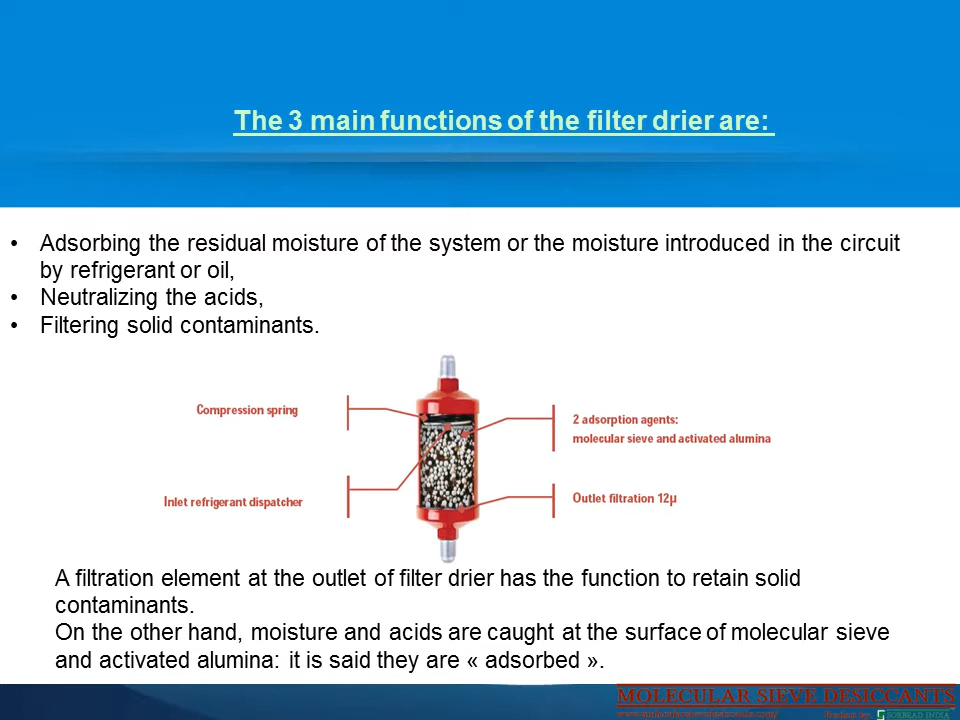 The 3 main functions of the filter drier are:
• Adsorbing the residual moisture of the system or the moisture introduced in the circuit
by refrigerant or oil,
• Neutralizing the acids,
• Filtering solid contaminants.
Compression spring
2 adsorption agents:
molecular sieve and activated alumina
Inlet refrigerant dispatcher
Outlet filtration 12µ
A filtration element at the outlet of filter drier has the function to retain solid
contaminants.
On the other hand, moisture and acids are caught at the surface of molecular sieve
and activated alumina: it is said they are « adsorbed ».
MOLECULAR SIEVE DESICCANTS
SORBEAD INDIA